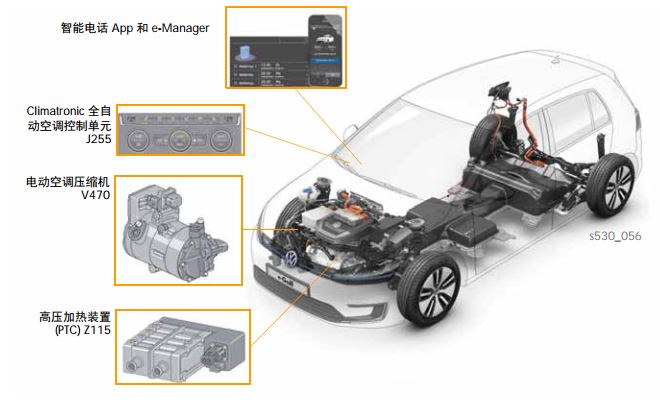 智能电话 App 和 e-Manager
Climatronic 全自
动空调控制单元
J255
电动空调压缩机
V470
s530_056
e-Golf
高压加热装置
(PTC) Z115